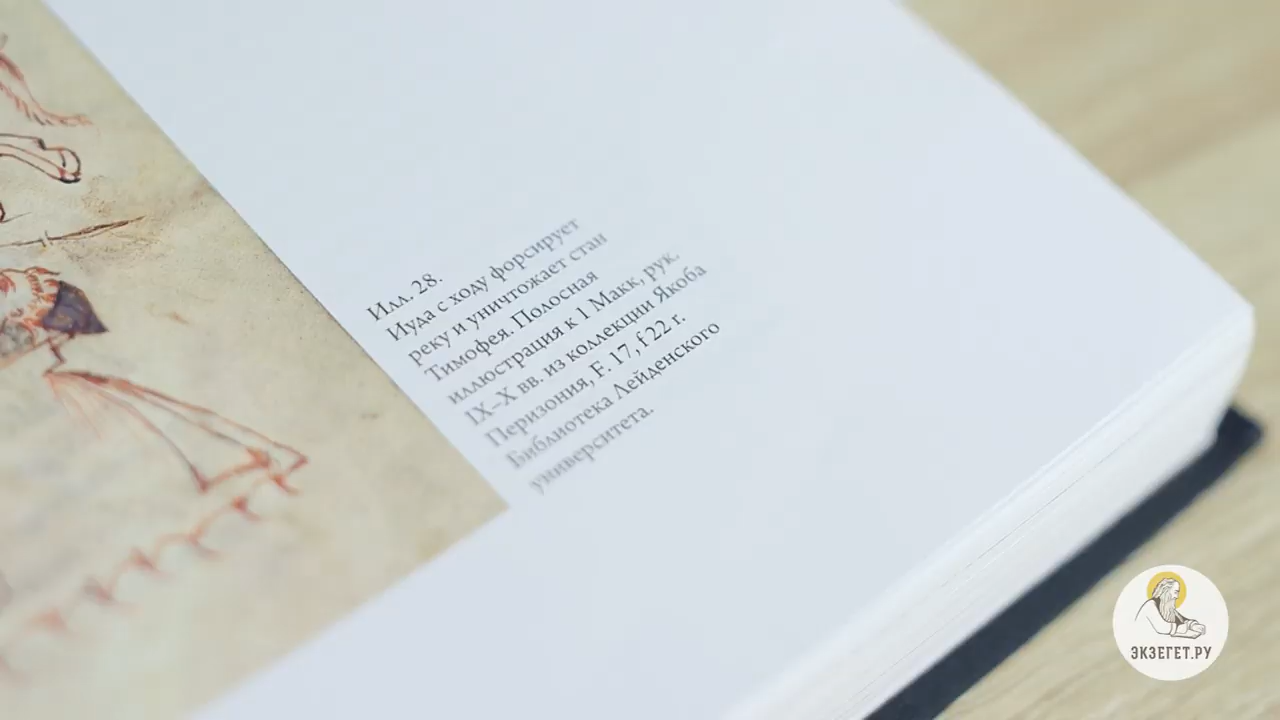 Илл. 28.
Иуда с ходу форсирует
реку и уничтожает стан
Тимофея. Полосная
иллюстрация к 1 Макк, рук.
IX–X вв. из коллекции Якоба
Перизония, F. 17, f 22 r.
Библиотека Лейденского
университета.
ЭКЗЕГЕТ.РУ